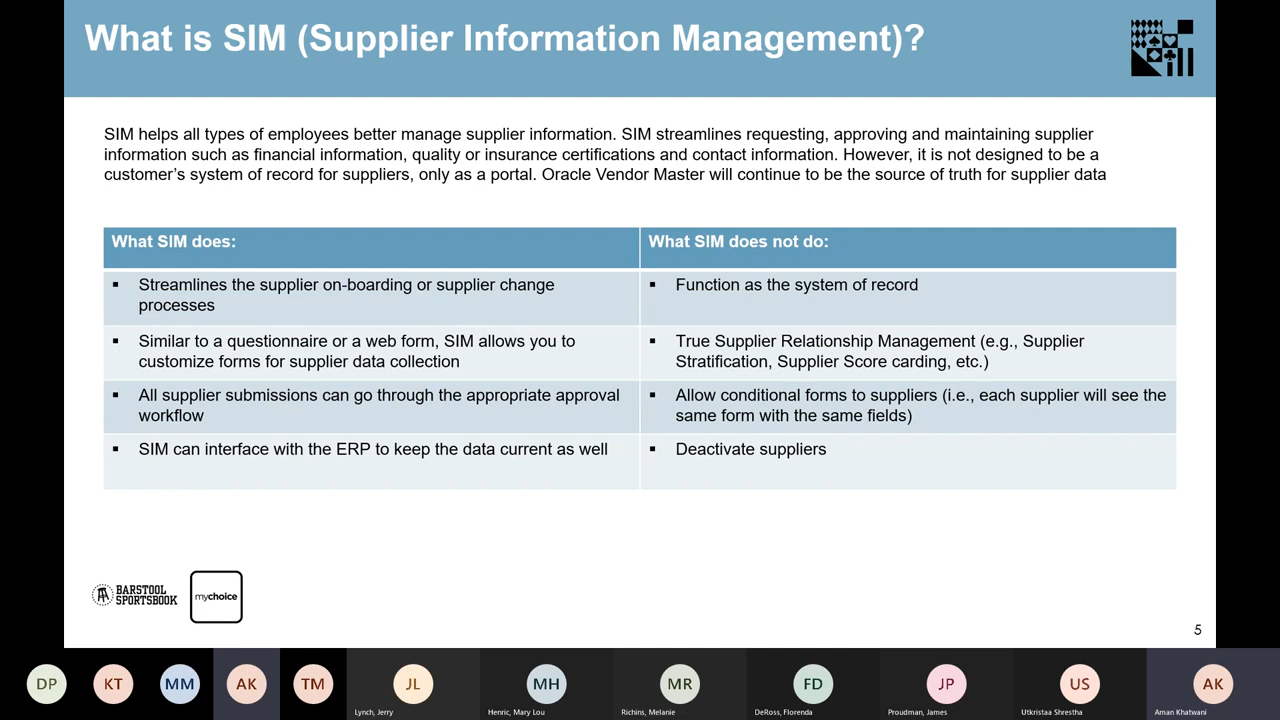 What is SIM (Supplier Information Management)?
SIM helps all types of employees better manage supplier information. SIM streamlines requesting, approving and maintaining supplier
information such as financial information, quality or insurance certifications and contact information. However, it is not designed to be a
customer's system of record for suppliers, only as a portal. Oracle Vendor Master will continue to be the source of truth for supplier data
What SIM does:
What SIM does not do:
▪ Streamlines the supplier on-boarding or supplier change
processes
▪ Function as the system of record
▪ Similar to a questionnaire or a web form, SIM allows you to
customize forms for supplier data collection
▪ True Supplier Relationship Management (e.g., Supplier
Stratification, Supplier Score carding, etc.)
▪ All supplier submissions can go through the appropriate approval
workflow
▪ Allow conditional forms to suppliers (i.e., each supplier will see the
same form with the same fields)
▪ SIM can interface with the ERP to keep the data current as well
▪ Deactivate suppliers
BARSTOOL
SPORTSBOOK
mychoice
5
DP
KT
MM
AK
TM
JL
Lynch, Jerry
MH
Henric, Mary Lou
MR
Richins, Melanie
FD
DeRoss, Florenda
JP
Proudman, James
US
Utkristaa Shrestha
AK
Aman Khatwani